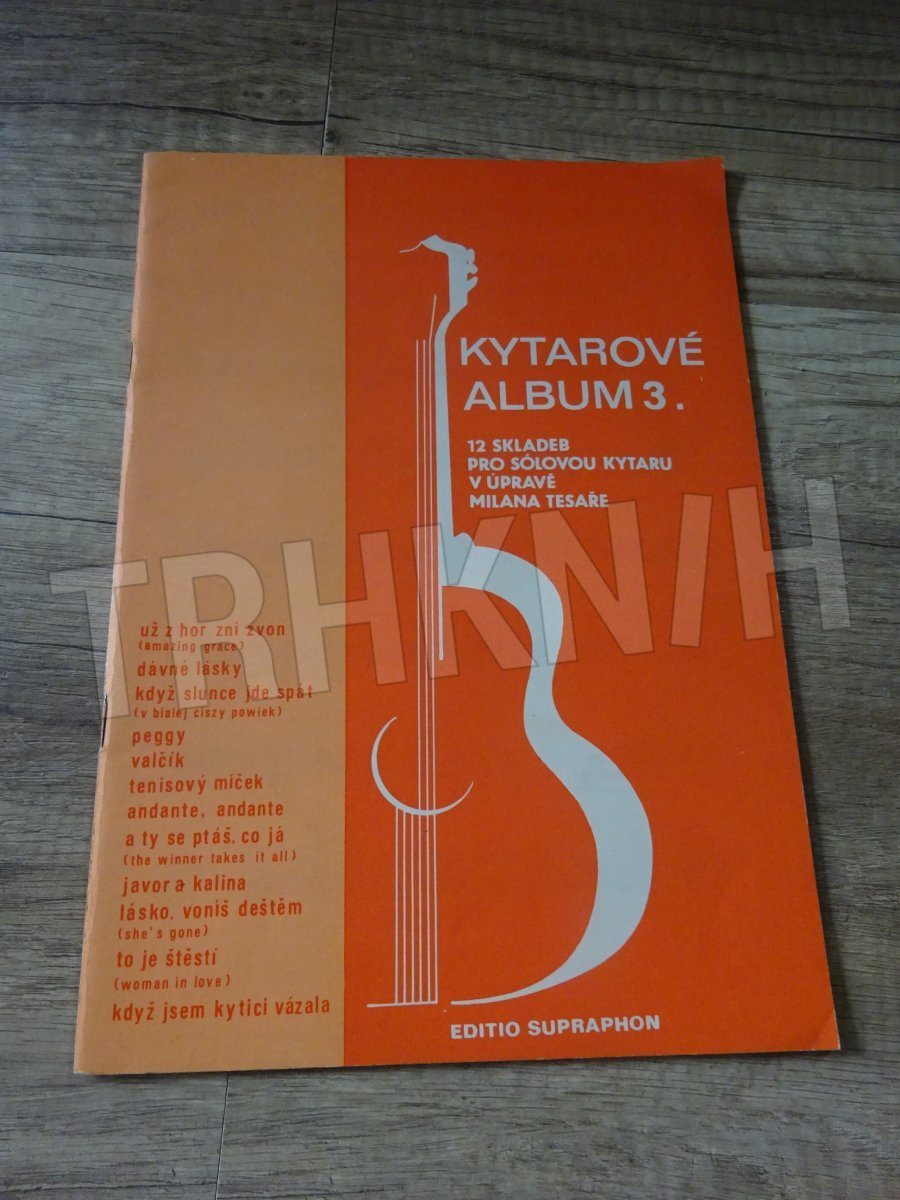 KYTAROVÉ
ALBUM 3.
12 SKLADEB
PRO SÓLOVOU KYTARU
V ÚPRAVĚ
MILANA TESAŘE
TRHKNIH
už z hor zní zvon
(amazing grace)
dávné lásky
když slunce jde spát
(v bialej ciszy powiek)
peggy
valčík
tenisový míček
andante, andante
a ty se ptáš, co já
(the winner takes it all)
javor a kalina
lásko, voníš deštěm
(she's gone)
to je štěstí
(woman in love)
když jsem kytici vázala
EDITIO SUPRAPHON